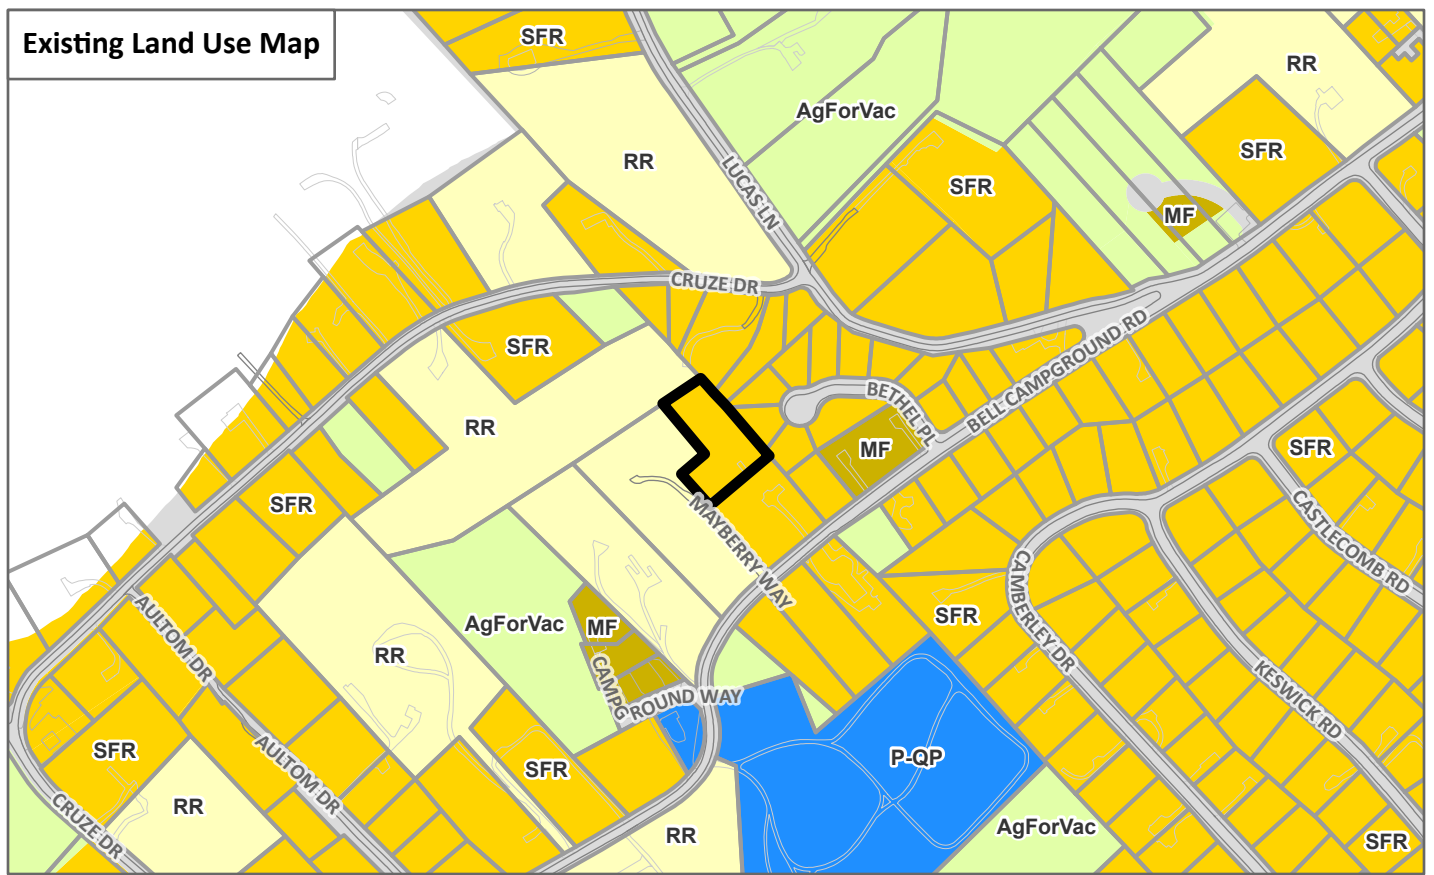 Existing Land Use Map
SFR
RR
AgForVac
RR
SFR
LUCAS LN
SFR
MF
CRUZE DR
SFR
BELL CAMPGROUND RD
BETHEL PL
RR
MF
SFR
SFR
CASTLECOMB RD
MAYBERRY WAY
CAMBERLEY DR
SFR
AULTOM DR
AgForVac
MF
RR
CAMPG
ROUND WAY
KESWICK RD
SFR
AULTOM DR
SFR
P-QP
RR
CRUZE DR
RR
AgForVac
SFR